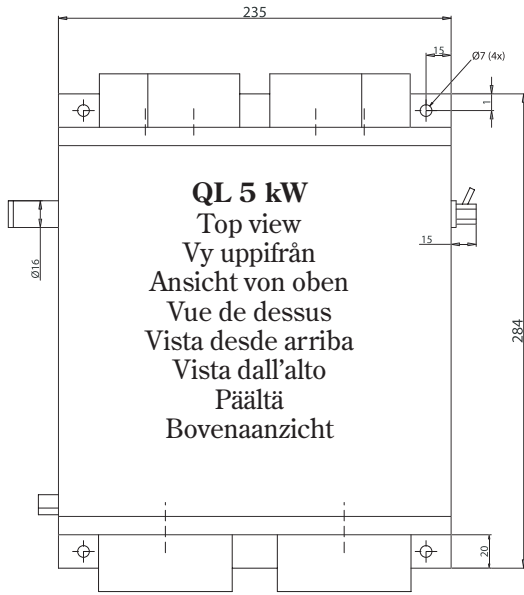 235
15
Ø7 (4x)
1
QL 5 kW
Top view
Vy uppifrån
Ansicht von oben
Vue de dessus
Vista desde arriba
Vista dall'alto
Päältä
Bovenaanzicht
Ø16
15
284
20